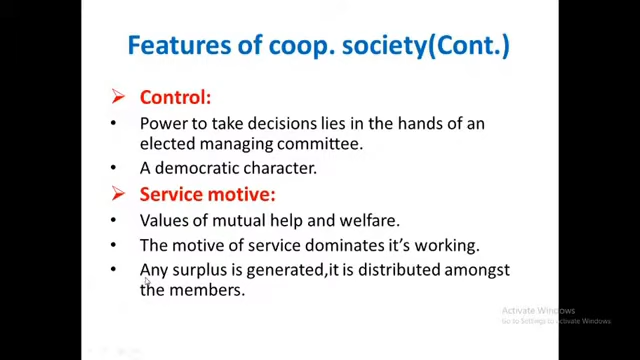 Features of coop. society(Cont.)
Control:
Power to take decisions lies in the hands of an
elected managing committee.
A democratic character.
Service motive:
Values of mutual help and welfare.
The motive of service dominates it's working.
Any surplus is generated,it is distributed amongst
the members.
Activate Windows
Go to Settings to activate Windows.